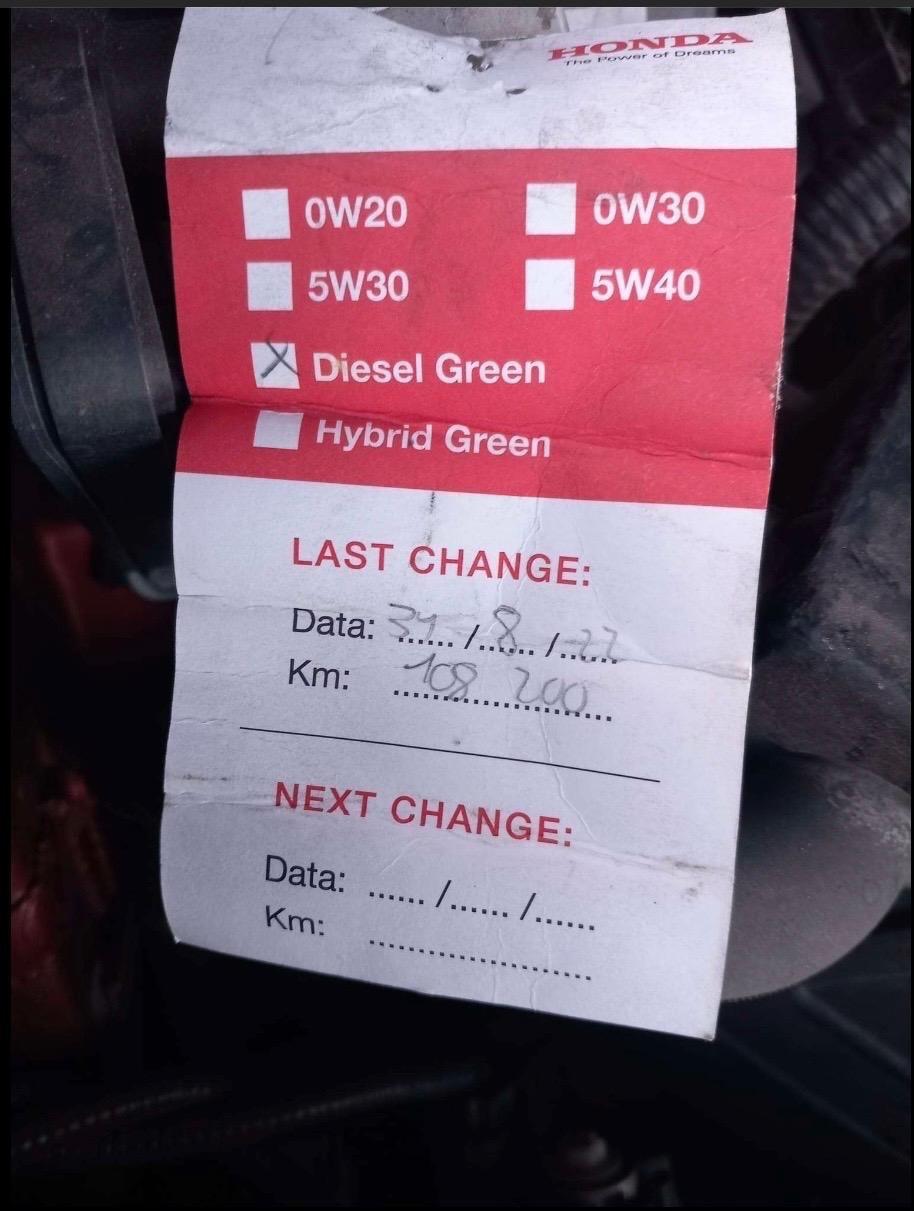 HONDA
The Power of Dreams
0W20 0W30
5W30 5W40
X Diesel Green
Hybrid Green
LAST CHANGE:
Data: 31/8/22
Km: 108 200
NEXT CHANGE:
Data: ....../....../......
Km: ..............................